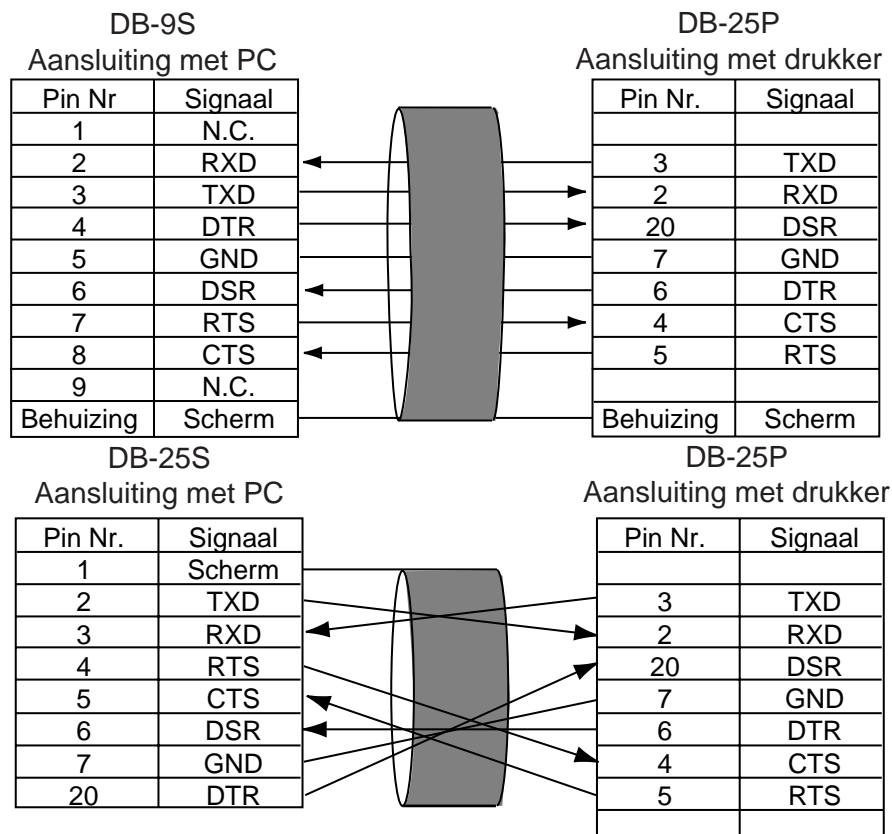 DB-9S DB-25P
Aansluiting met PC Aansluiting met drukker
Pin Nr Signaal Pin Nr. Signaal
1 N.C.
2 RXD 3 TXD
3 TXD 2 RXD
4 DTR 20 DSR
5 GND 7 GND
6 DSR 6 DTR
7 RTS 4 CTS
8 CTS 5 RTS
9 N.C.
Behuizing Scherm Behuizing Scherm
DB-25S DB-25P
Aansluiting met PC Aansluiting met drukker
Pin Nr. Signaal Pin Nr. Signaal
1 Scherm
2 TXD 3 TXD
3 RXD 2 RXD
4 RTS 20 DSR
5 CTS 7 GND
6 DSR 6 DTR
7 GND 4 CTS
20 DTR 5 RTS